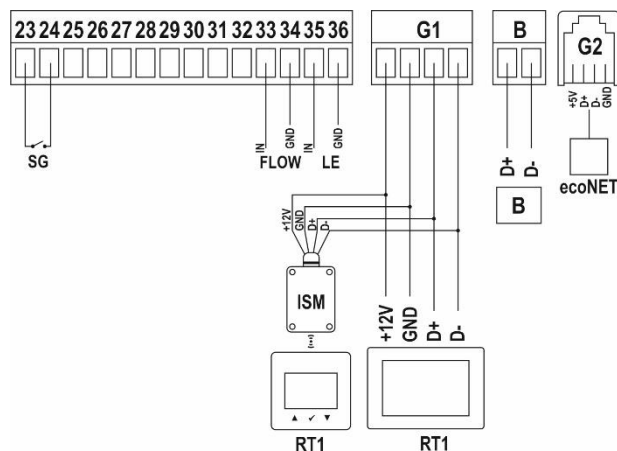 23 24 25 26 27 28 29 30 31 32 33 34 35 36
G1
B
G2
+5V
D+
D-
GND
IN
GND
IN
GND
SG
FLOW
LE
D+
D-
B
ecoNET
+12V
GND
D+
D-
ISM
+12V
GND
D+
D-
RT1
RT1